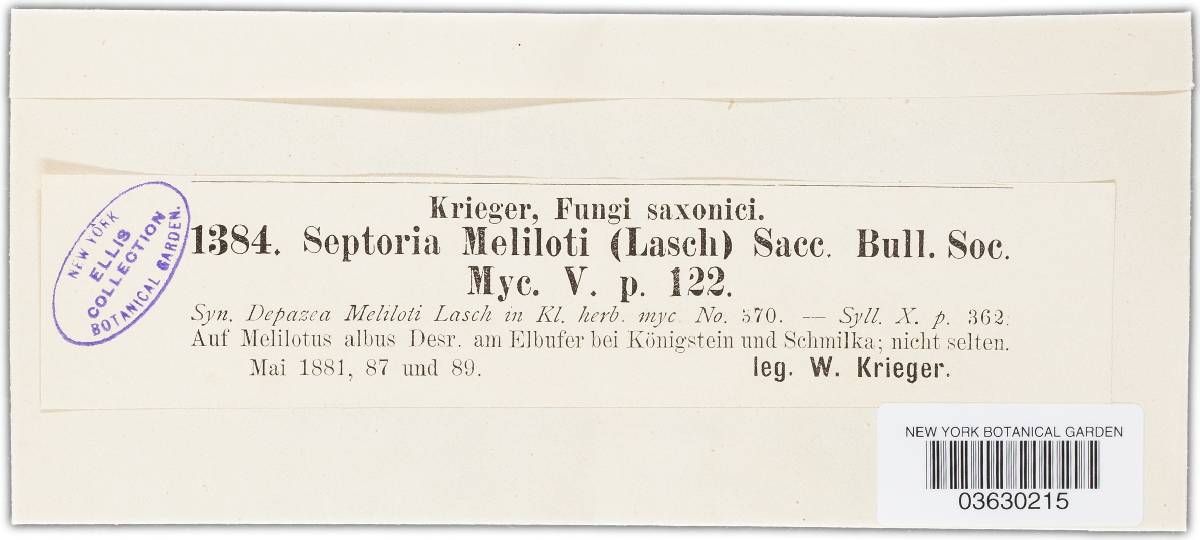 Krieger, Fungi saxonici.
1384. Septoria Meliloti (Lasch) Sacc. Bull. Soc.
Myc. V. p. 122.
Syn. Depazea Meliloti Lasch in Kl. herb. myc. No. 370. — Syll. X. p. 362.
Auf Melilotus albus Desr. am Elbufer bei Königstein und Schmilka; nicht selten.
Mai 1881, 87 und 89. leg. W. Krieger.
NEW YORK
ELLIS
COLLECTION
BOTANICAL GARDEN.
NEW YORK BOTANICAL GARDEN
03630215